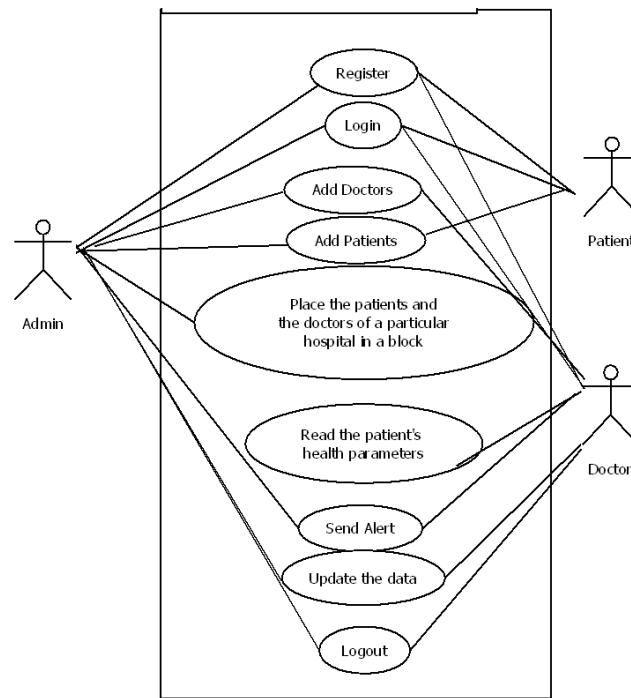 Register
Login
Add Doctors
Add Patients
Patient
Admin
Place the patients and
the doctors of a particular
hospital in a block
Read the patient's
health parameters
Doctor
Send Alert
Update the data
Logout